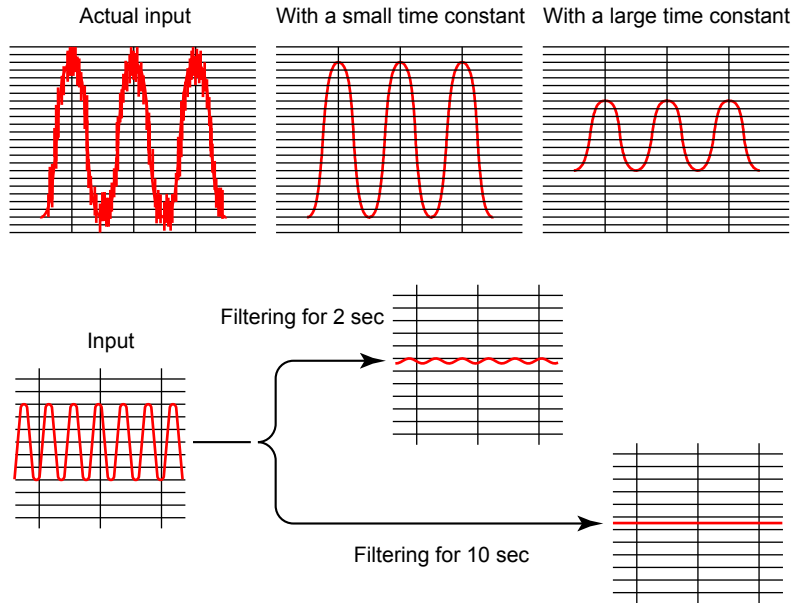 Actual input
With a small time constant
With a large time constant
Filtering for 2 sec
Input
Filtering for 10 sec